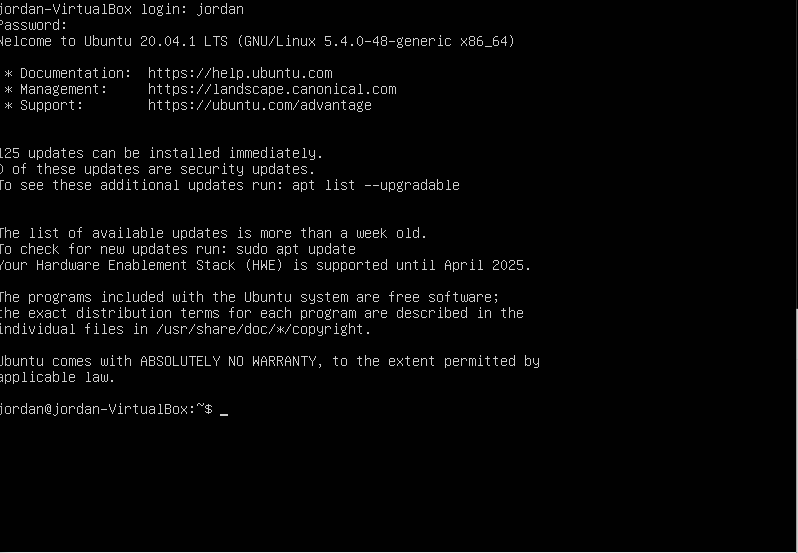 jordan-VirtualBox login: jordan
Password:
Welcome to Ubuntu 20.04.1 LTS (GNU/Linux 5.4.0-48-generic x86_64)
* Documentation:  https://help.ubuntu.com
* Management:     https://landscape.canonical.com
* Support:        https://ubuntu.com/advantage
125 updates can be installed immediately.
0 of these updates are security updates.
To see these additional updates run: apt list --upgradable
The list of available updates is more than a week old.
To check for new updates run: sudo apt update
Your Hardware Enablement Stack (HWE) is supported until April 2025.
The programs included with the Ubuntu system are free software;
the exact distribution terms for each program are described in the
individual files in /usr/share/doc/*/copyright.
Ubuntu comes with ABSOLUTELY NO WARRANTY, to the extent permitted by
applicable law.
jordan@jordan-VirtualBox:~$ _